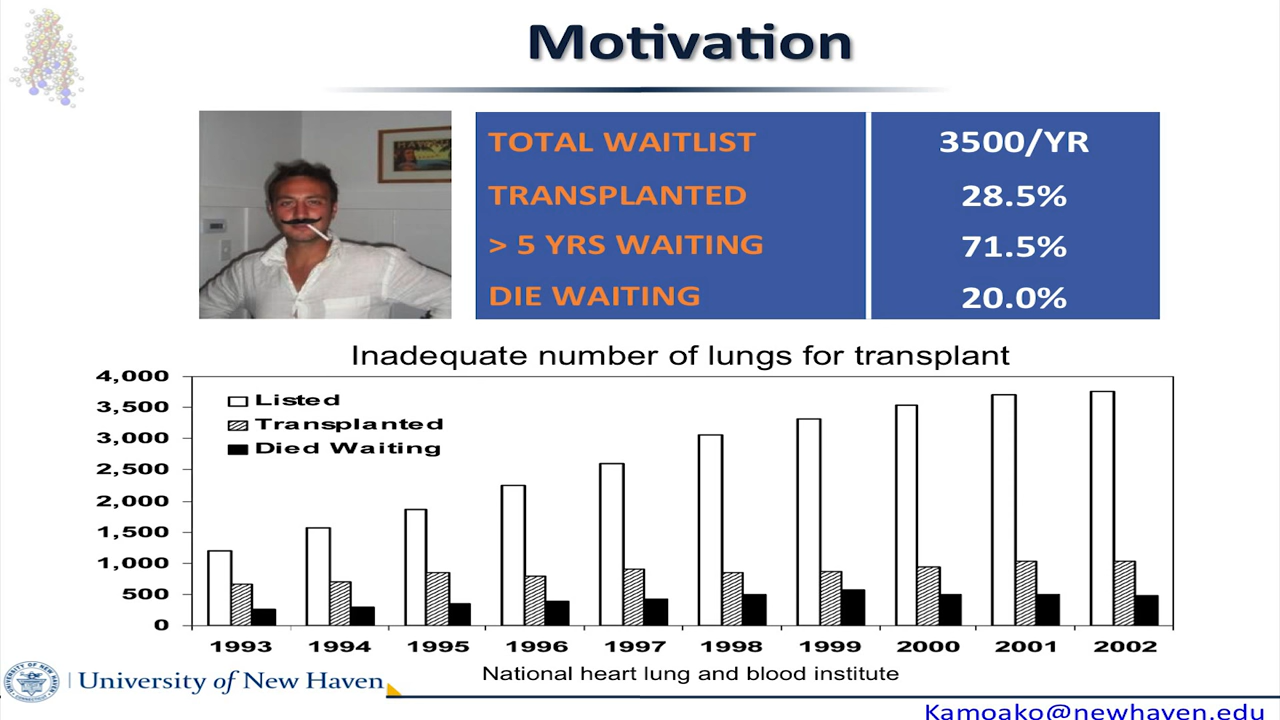 Motivation
TOTAL WAITLIST 3500/YR
TRANSPLANTED 28.5%
> 5 YRS WAITING 71.5%
DIE WAITING 20.0%
Inadequate number of lungs for transplant
4,000
3,500
3,000
2,500
2,000
1,500
1,000
500
0
Listed
Transplanted
Died Waiting
1993 1994 1995 1996 1997 1998 1999 2000 2001 2002
National heart lung and blood institute
University of New Haven
Kamoako@newhaven.edu